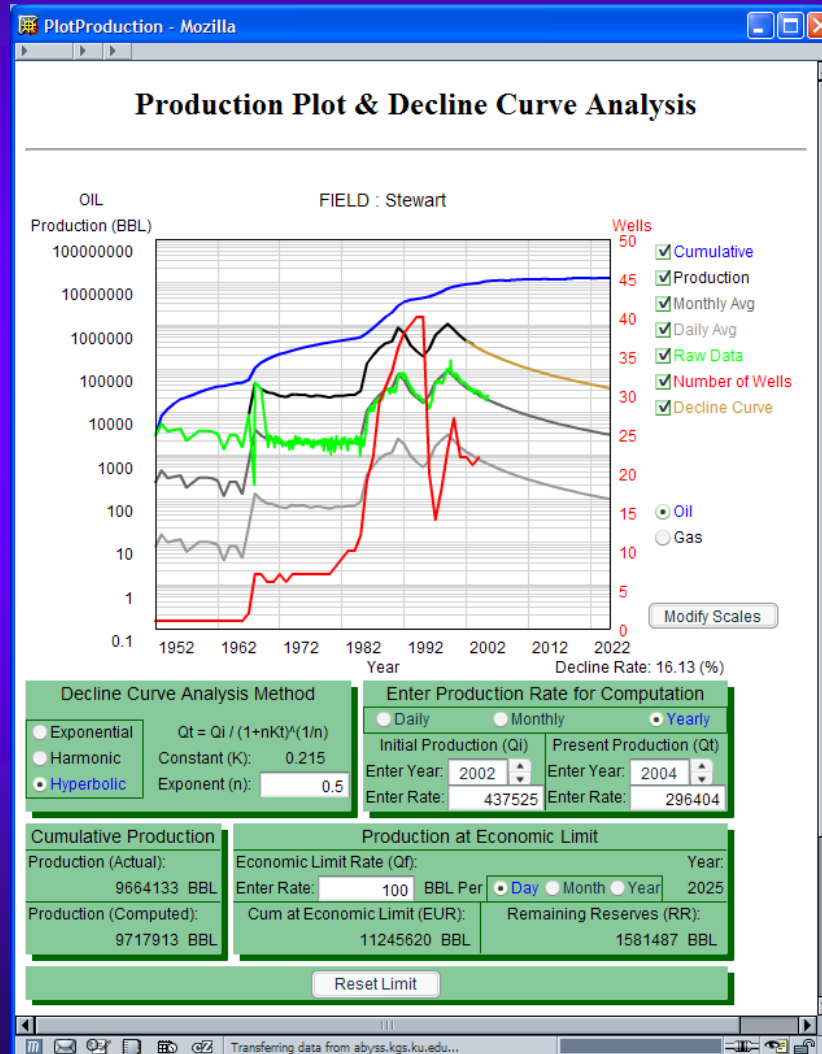 PlotProduction - Mozilla
Production Plot & Decline Curve Analysis
OIL
FIELD : Stewart
Production (BBL)
Wells
100000000
10000000
1000000
100000
10000
1000
100
10
1
0.1
50
45
40
35
30
25
20
15
10
5
0
Cumulative
Production
Monthly Avg
Daily Avg
Raw Data
Number of Wells
Decline Curve
Oil
Gas
Modify Scales
1952 1962 1972 1982 1992 2002 2012 2022
Year
Decline Rate: 16.13 (%)
Decline Curve Analysis Method
Exponential
Harmonic
Hyperbolic
Qt = Qi / (1+nKt)^(1/n)
Constant (K): 0.215
Exponent (n): 0.5
Enter Production Rate for Computation
Daily Monthly Yearly
Initial Production (Qi)
Enter Year: 2002
Enter Rate: 437525
Present Production (Qt)
Enter Year: 2004
Enter Rate: 296404
Cumulative Production
Production (Actual):
9664133 BBL
Production (Computed):
9717913 BBL
Production at Economic Limit
Economic Limit Rate (Qf): Year:
Enter Rate: 100 BBL Per Day Month Year 2025
Cum at Economic Limit (EUR):
11245620 BBL
Remaining Reserves (RR):
1581487 BBL
Reset Limit
Transferring data from abyss.kgs.ku.edu...